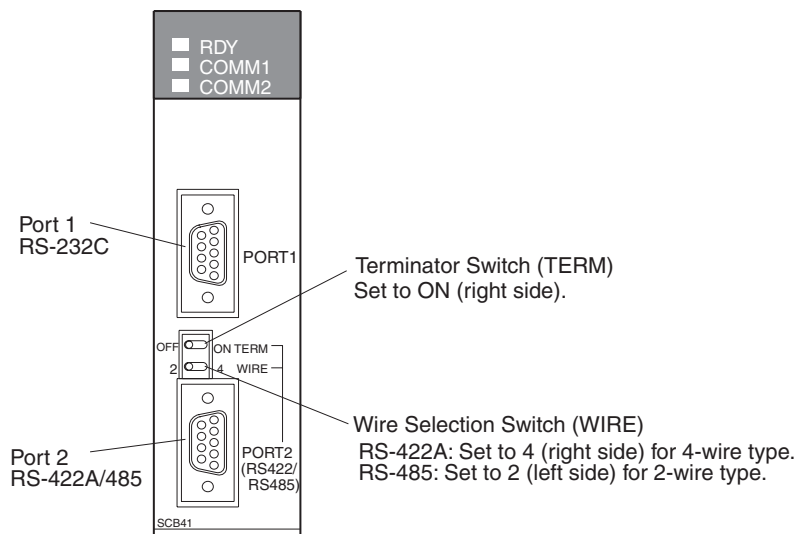 RDY
COMM1
COMM2
Port 1
RS-232C
PORT1
Terminator Switch (TERM)
Set to ON (right side).
OFF ON TERM
2 4 WIRE
Wire Selection Switch (WIRE)
RS-422A: Set to 4 (right side) for 4-wire type.
RS-485: Set to 2 (left side) for 2-wire type.
Port 2
RS-422A/485
PORT2
(RS422/
RS485)
SCB41